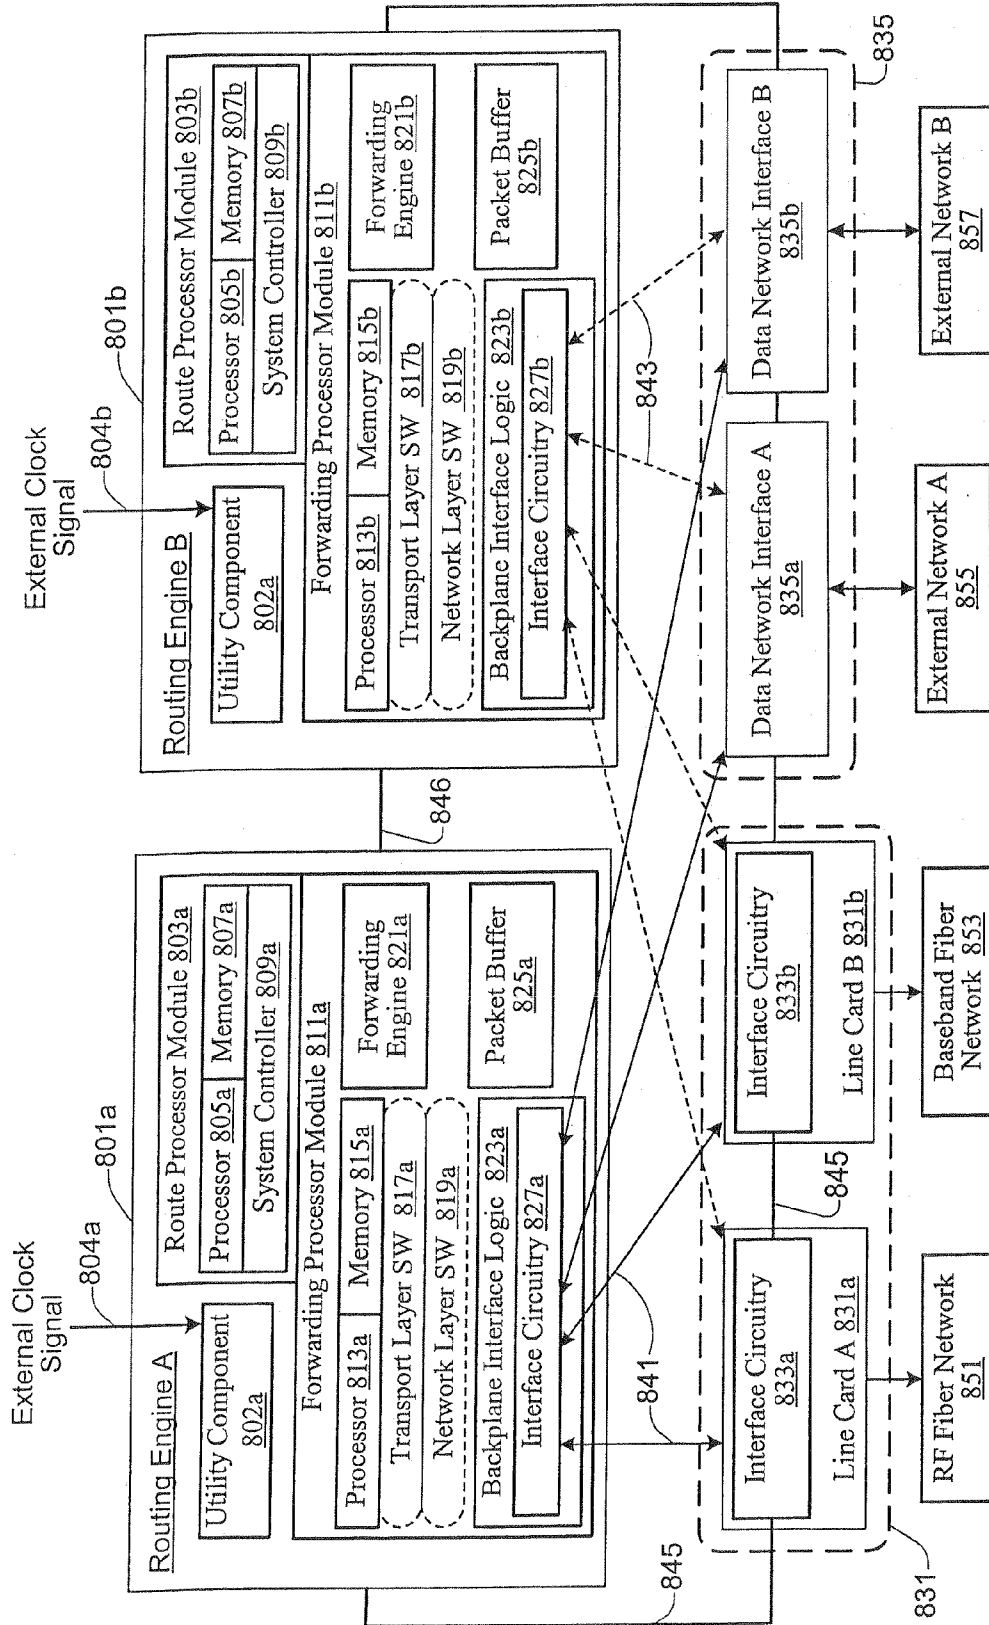 External Clock
Signal
804a
801a
Routing Engine A
Utility Component
802a
Route Processor Module 803a
Processor 805a
Memory 807a
System Controller 809a
Forwarding Processor Module 811a
Processor 813a
Memory 815a
Transport Layer SW 817a
Network Layer SW 819a
Forwarding
Engine 821a
Backplane Interface Logic 823a
Interface Circuitry 827a
Packet Buffer
825a
846
External Clock
Signal
804b
801b
Routing Engine B
Utility Component
802a
Route Processor Module 803b
Processor 805b
Memory 807b
System Controller 809b
Forwarding Processor Module 811b
Processor 813b
Memory 815b
Transport Layer SW 817b
Network Layer SW 819b
Forwarding
Engine 821b
Backplane Interface Logic 823b
Interface Circuitry 827b
Packet Buffer
825b
845
841
843
831
Interface Circuitry
833a
Line Card A 831a
845
Interface Circuitry
833b
Line Card B 831b
Data Network Interface A
835a
Data Network Interface B
835b
835
RF Fiber Network
851
Baseband Fiber
Network 853
External Network A
855
External Network B
857